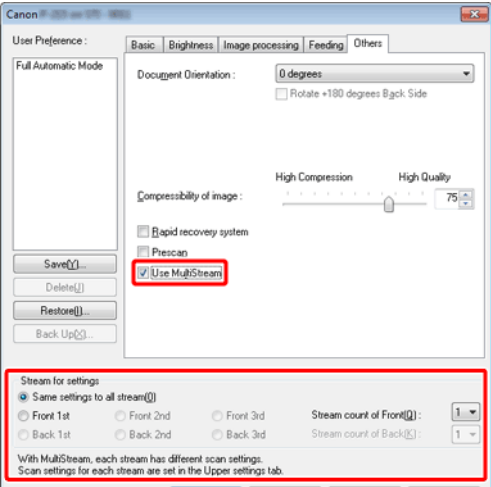 Canon
User Preference :
Full Automatic Mode
Save(Y)...
Delete(J)
Restore(I)...
Back Up(X)...
Basic Brightness Image processing Feeding Others
Document Orientation : 0 degrees
Rotate +180 degrees Back Side
High Compression High Quality
Compressibility of image : 75
Rapid recovery system
Prescan
Use MultiStream
Stream for settings
Same settings to all stream(0)
Front 1st Front 2nd Front 3rd Stream count of Front(Q) : 1
Back 1st Back 2nd Back 3rd Stream count of Back(K) : 1
With MultiStream, each stream has different scan settings.
Scan settings for each stream are set in the Upper settings tab.